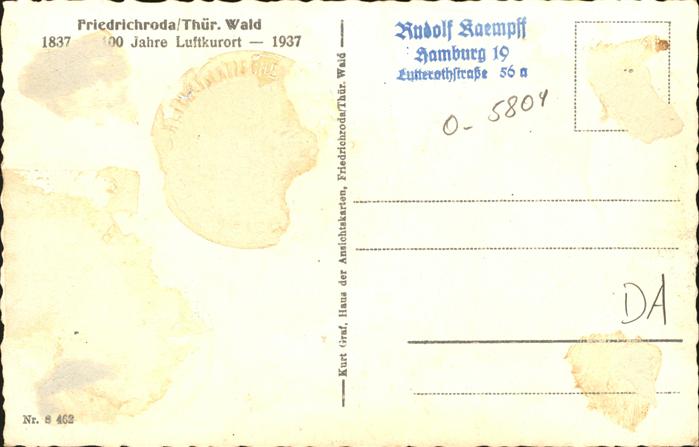 Friedrichroda/Thür. Wald
1837 — 100 Jahre Luftkurort — 1937
Rudolf Kaempff
Hamburg 19
Lutterothstraße 56 a
O- 5804
Kurt Graf, Haus der Ansichtskarten, Friedrichroda/Thür. Wald
DA
Nr. S 462